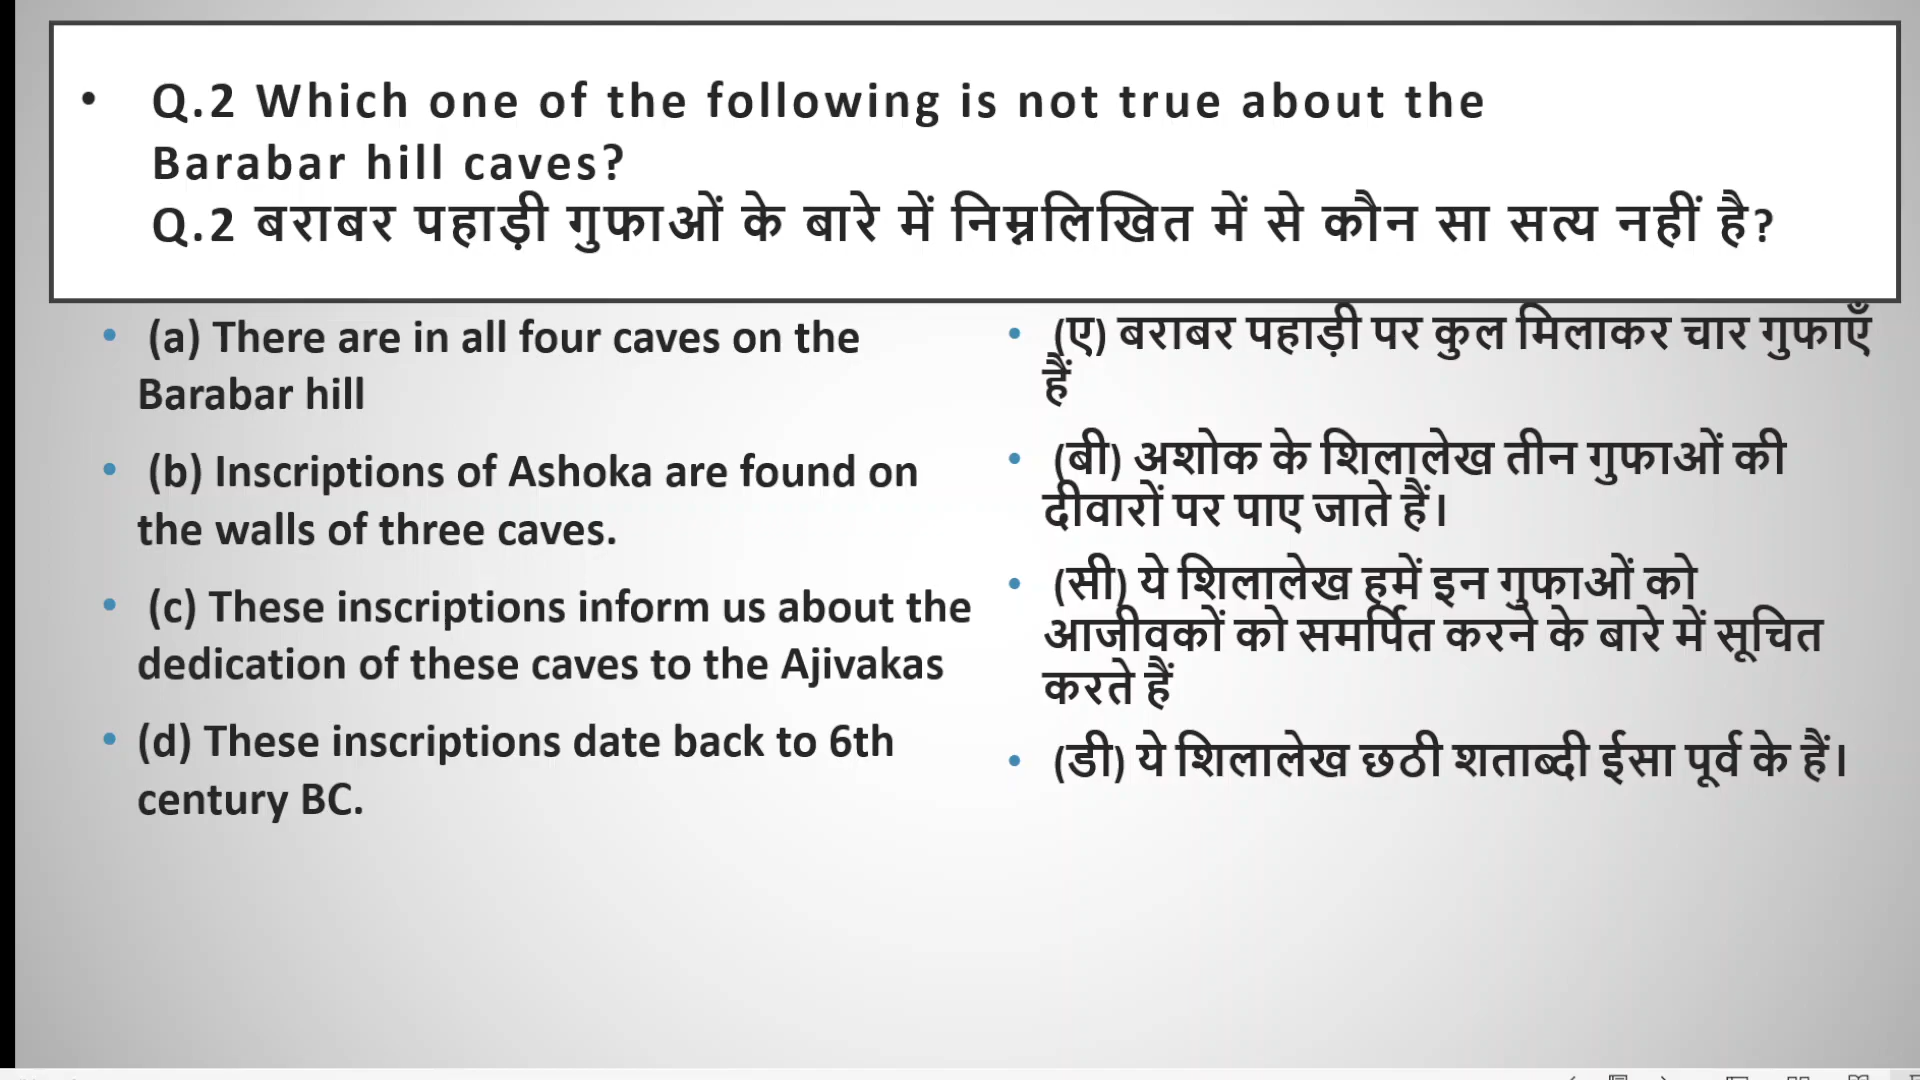 • Q.2 Which one of the following is not true about the
Barabar hill caves?
Q.2 बराबर पहाड़ी गुफाओं के बारे में निम्नलिखित में से कौन सा सत्य नहीं है?
• (a) There are in all four caves on the
Barabar hill
• (b) Inscriptions of Ashoka are found on
the walls of three caves.
• (c) These inscriptions inform us about the
dedication of these caves to the Ajivakas
• (d) These inscriptions date back to 6th
century BC.
• (ए) बराबर पहाड़ी पर कुल मिलाकर चार गुफाएँ
हैं
• (बी) अशोक के शिलालेख तीन गुफाओं की
दीवारों पर पाए जाते हैं।
• (सी) ये शिलालेख हमें इन गुफाओं को
आजीवकों को समर्पित करने के बारे में सूचित
करते हैं
• (डी) ये शिलालेख छठी शताब्दी ईसा पूर्व के हैं।